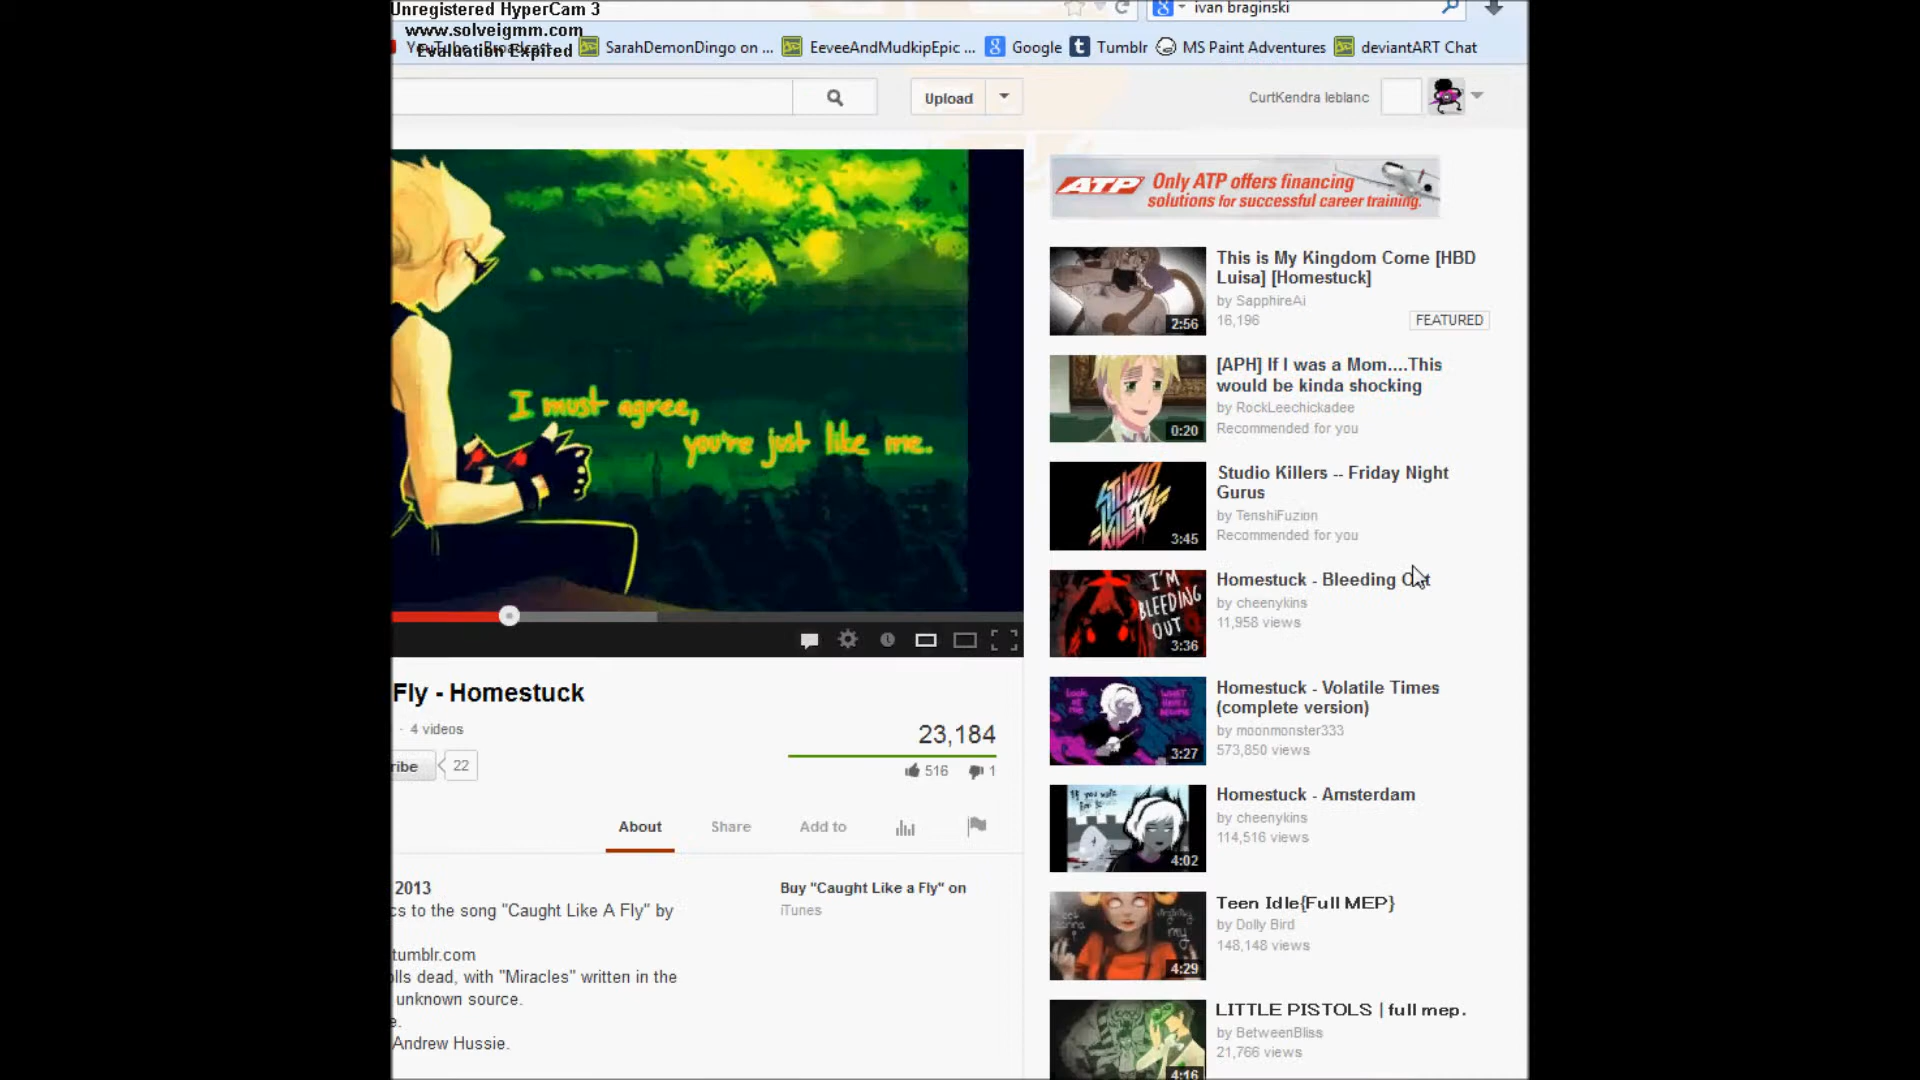 Unregistered HyperCam 3
www.solveigmm.com
Evaluation Expired
ivan braginski
SarahDemonDingo on ...
EeveeAndMudkipEpic ...
Google
Tumblr
MS Paint Adventures
deviantART Chat
Upload
CurtKendra leblanc
ATP Only ATP offers financing
solutions for successful career training.
I must agree,
you're just like me.
Fly - Homestuck
- 4 videos
ribe
22
23,184
516
1
About
Share
Add to
2013
cs to the song "Caught Like A Fly" by
tumblr.com
olls dead, with "Miracles" written in the
unknown source.
e.
Andrew Hussie.
Buy "Caught Like a Fly" on
iTunes
This is My Kingdom Come [HBD
Luisa] [Homestuck]
by SapphireAi
16,196
FEATURED
2:56
[APH] If I was a Mom....This
would be kinda shocking
by RockLeechickadee
Recommended for you
0:20
STUDIO
KILLERS
Studio Killers -- Friday Night
Gurus
by TenshiFuzion
Recommended for you
3:45
I'M
BLEEDING
OUT
Homestuck - Bleeding Out
by cheenykins
11,958 views
3:36
Homestuck - Volatile Times
(complete version)
by moonmonster333
573,850 views
3:27
Homestuck - Amsterdam
by cheenykins
114,516 views
4:02
Teen Idle{Full MEP}
by Dolly Bird
148,148 views
4:29
LITTLE PISTOLS | full mep.
by BetweenBliss
21,766 views
4:16